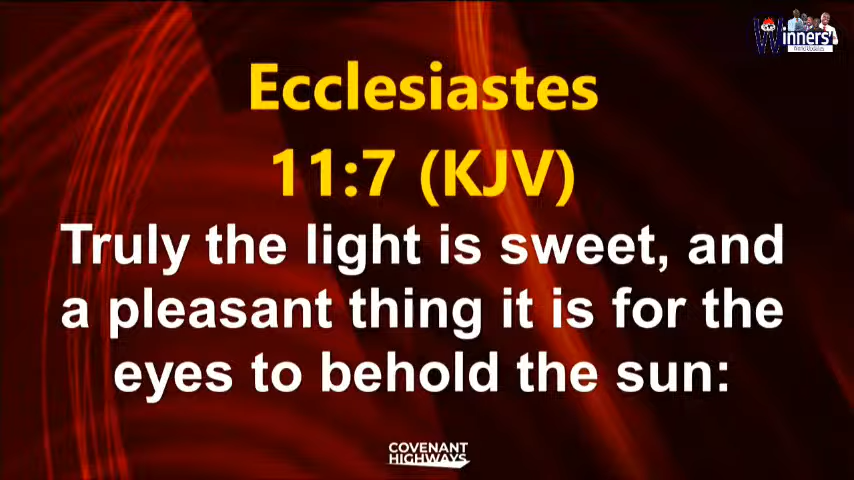 Winners'
Ecclesiastes
11:7 (KJV)
Truly the light is sweet, and
a pleasant thing it is for the
eyes to behold the sun:
COVENANT
HIGHWAYS